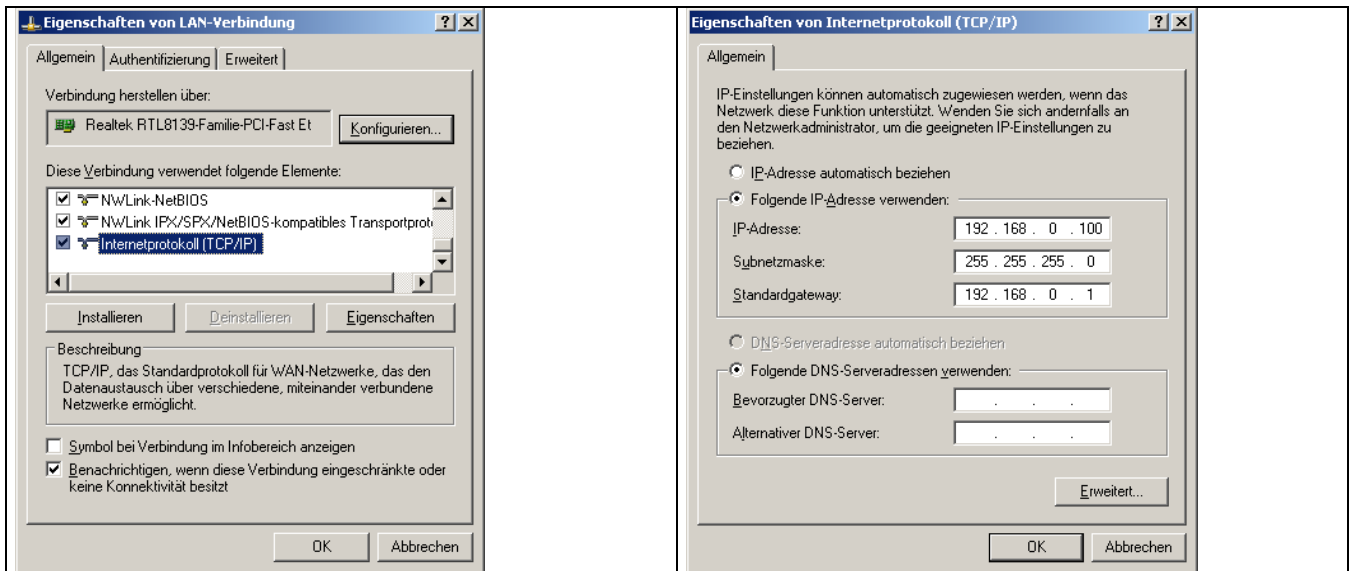 Eigenschaften von LAN-Verbindung
Allgemein Authentifizierung Erweitert
Verbindung herstellen über:
Realtek RTL8139-Familie-PCI-Fast Et Konfigurieren...
Diese Verbindung verwendet folgende Elemente:
NWLink-NetBIOS
NWLink IPX/SPX/NetBIOS-kompatibles Transportprot
Internetprotokoll (TCP/IP)
Installieren Deinstallieren Eigenschaften
Beschreibung
TCP/IP, das Standardprotokoll für WAN-Netzwerke, das den
Datenaustausch über verschiedene, miteinander verbundene
Netzwerke ermöglicht.
Symbol bei Verbindung im Infobereich anzeigen
Benachrichtigen, wenn diese Verbindung eingeschränkte oder
keine Konnektivität besitzt
OK Abbrechen
Eigenschaften von Internetprotokoll (TCP/IP)
Allgemein
IP-Einstellungen können automatisch zugewiesen werden, wenn das
Netzwerk diese Funktion unterstützt. Wenden Sie sich andernfalls an
den Netzwerkadministrator, um die geeigneten IP-Einstellungen zu
beziehen.
IP-Adresse automatisch beziehen
Folgende IP-Adresse verwenden:
IP-Adresse: 192 . 168 . 0 . 100
Subnetzmaske: 255 . 255 . 255 . 0
Standardgateway: 192 . 168 . 0 . 1
DNS-Serveradresse automatisch beziehen
Folgende DNS-Serveradressen verwenden:
Bevorzugter DNS-Server: . . .
Alternativer DNS-Server: . . .
Erweitert...
OK Abbrechen